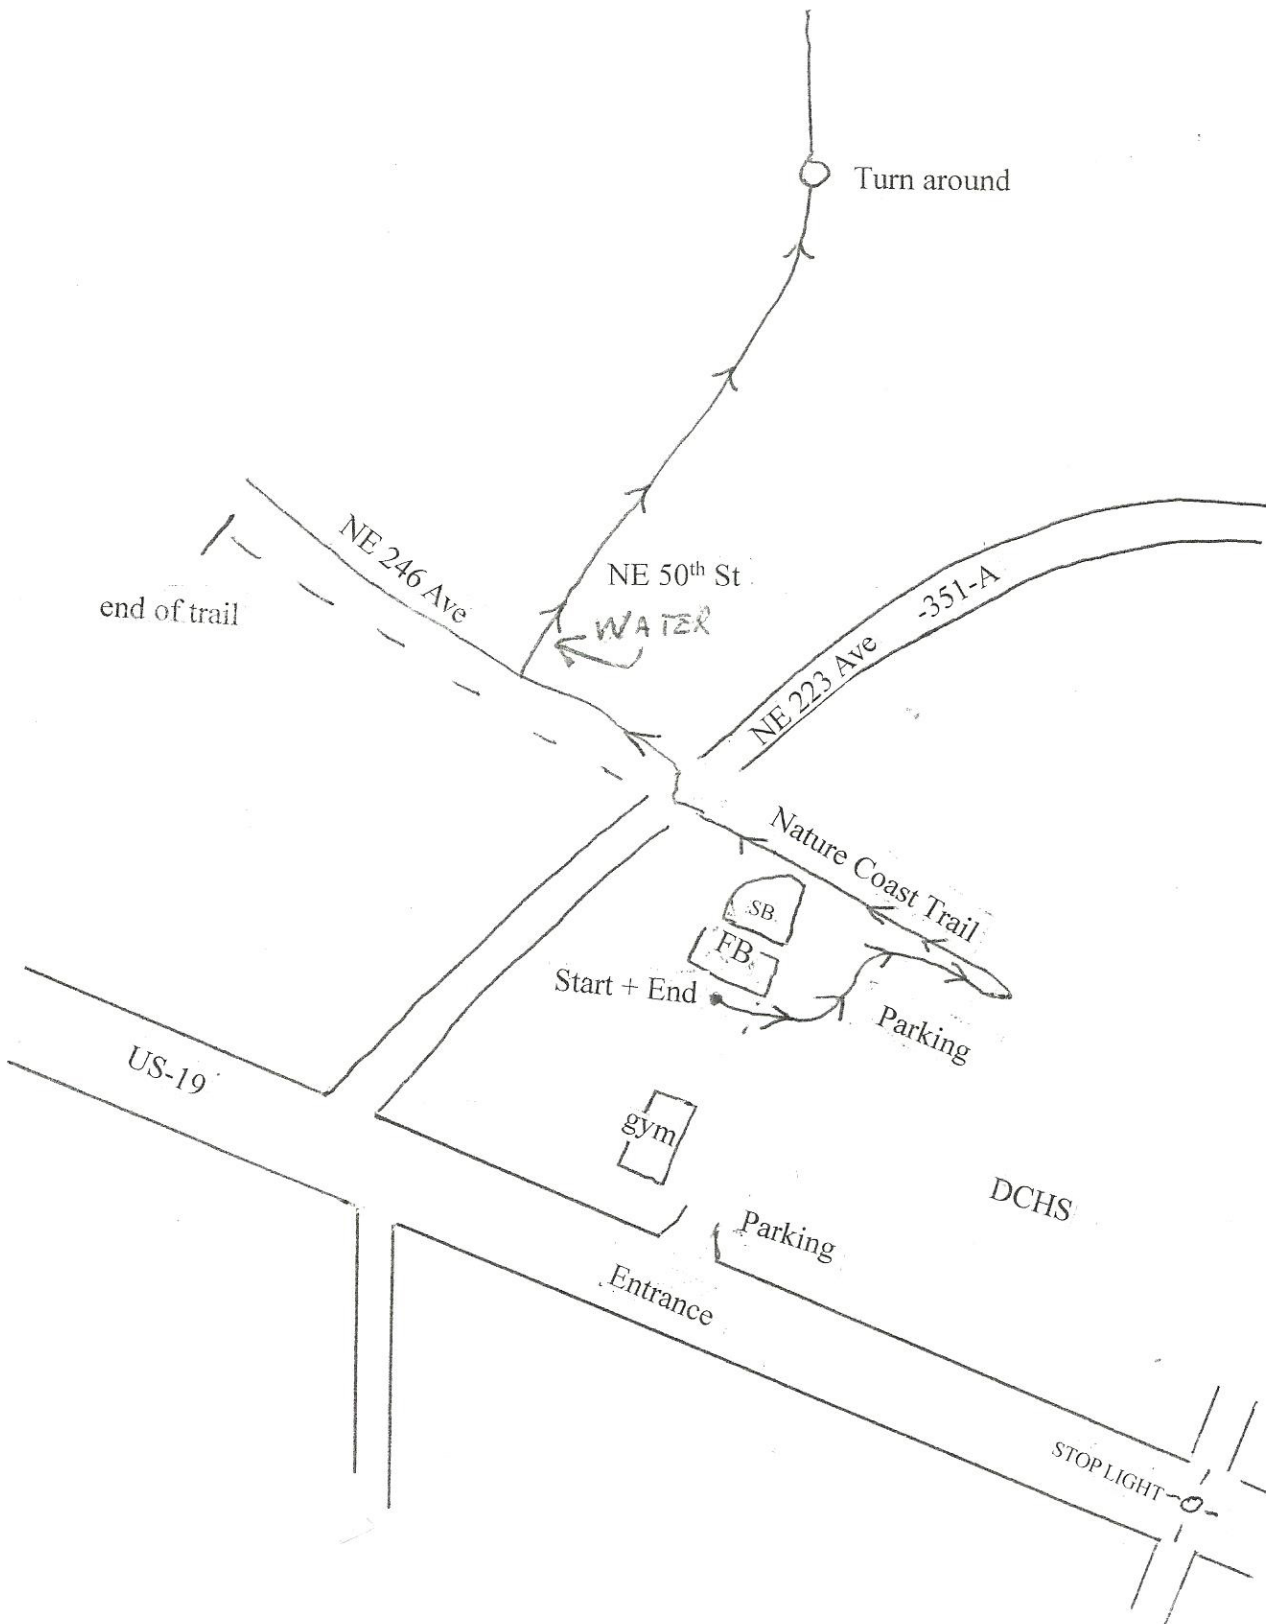 Turn around
NE 246 Ave
end of trail
NE 50th St
WATER
-351-A
NE 223 Ave
Nature Coast Trail
SB
FB
Start + End
Parking
US-19
gym
DCHS
Parking
Entrance
STOP LIGHT